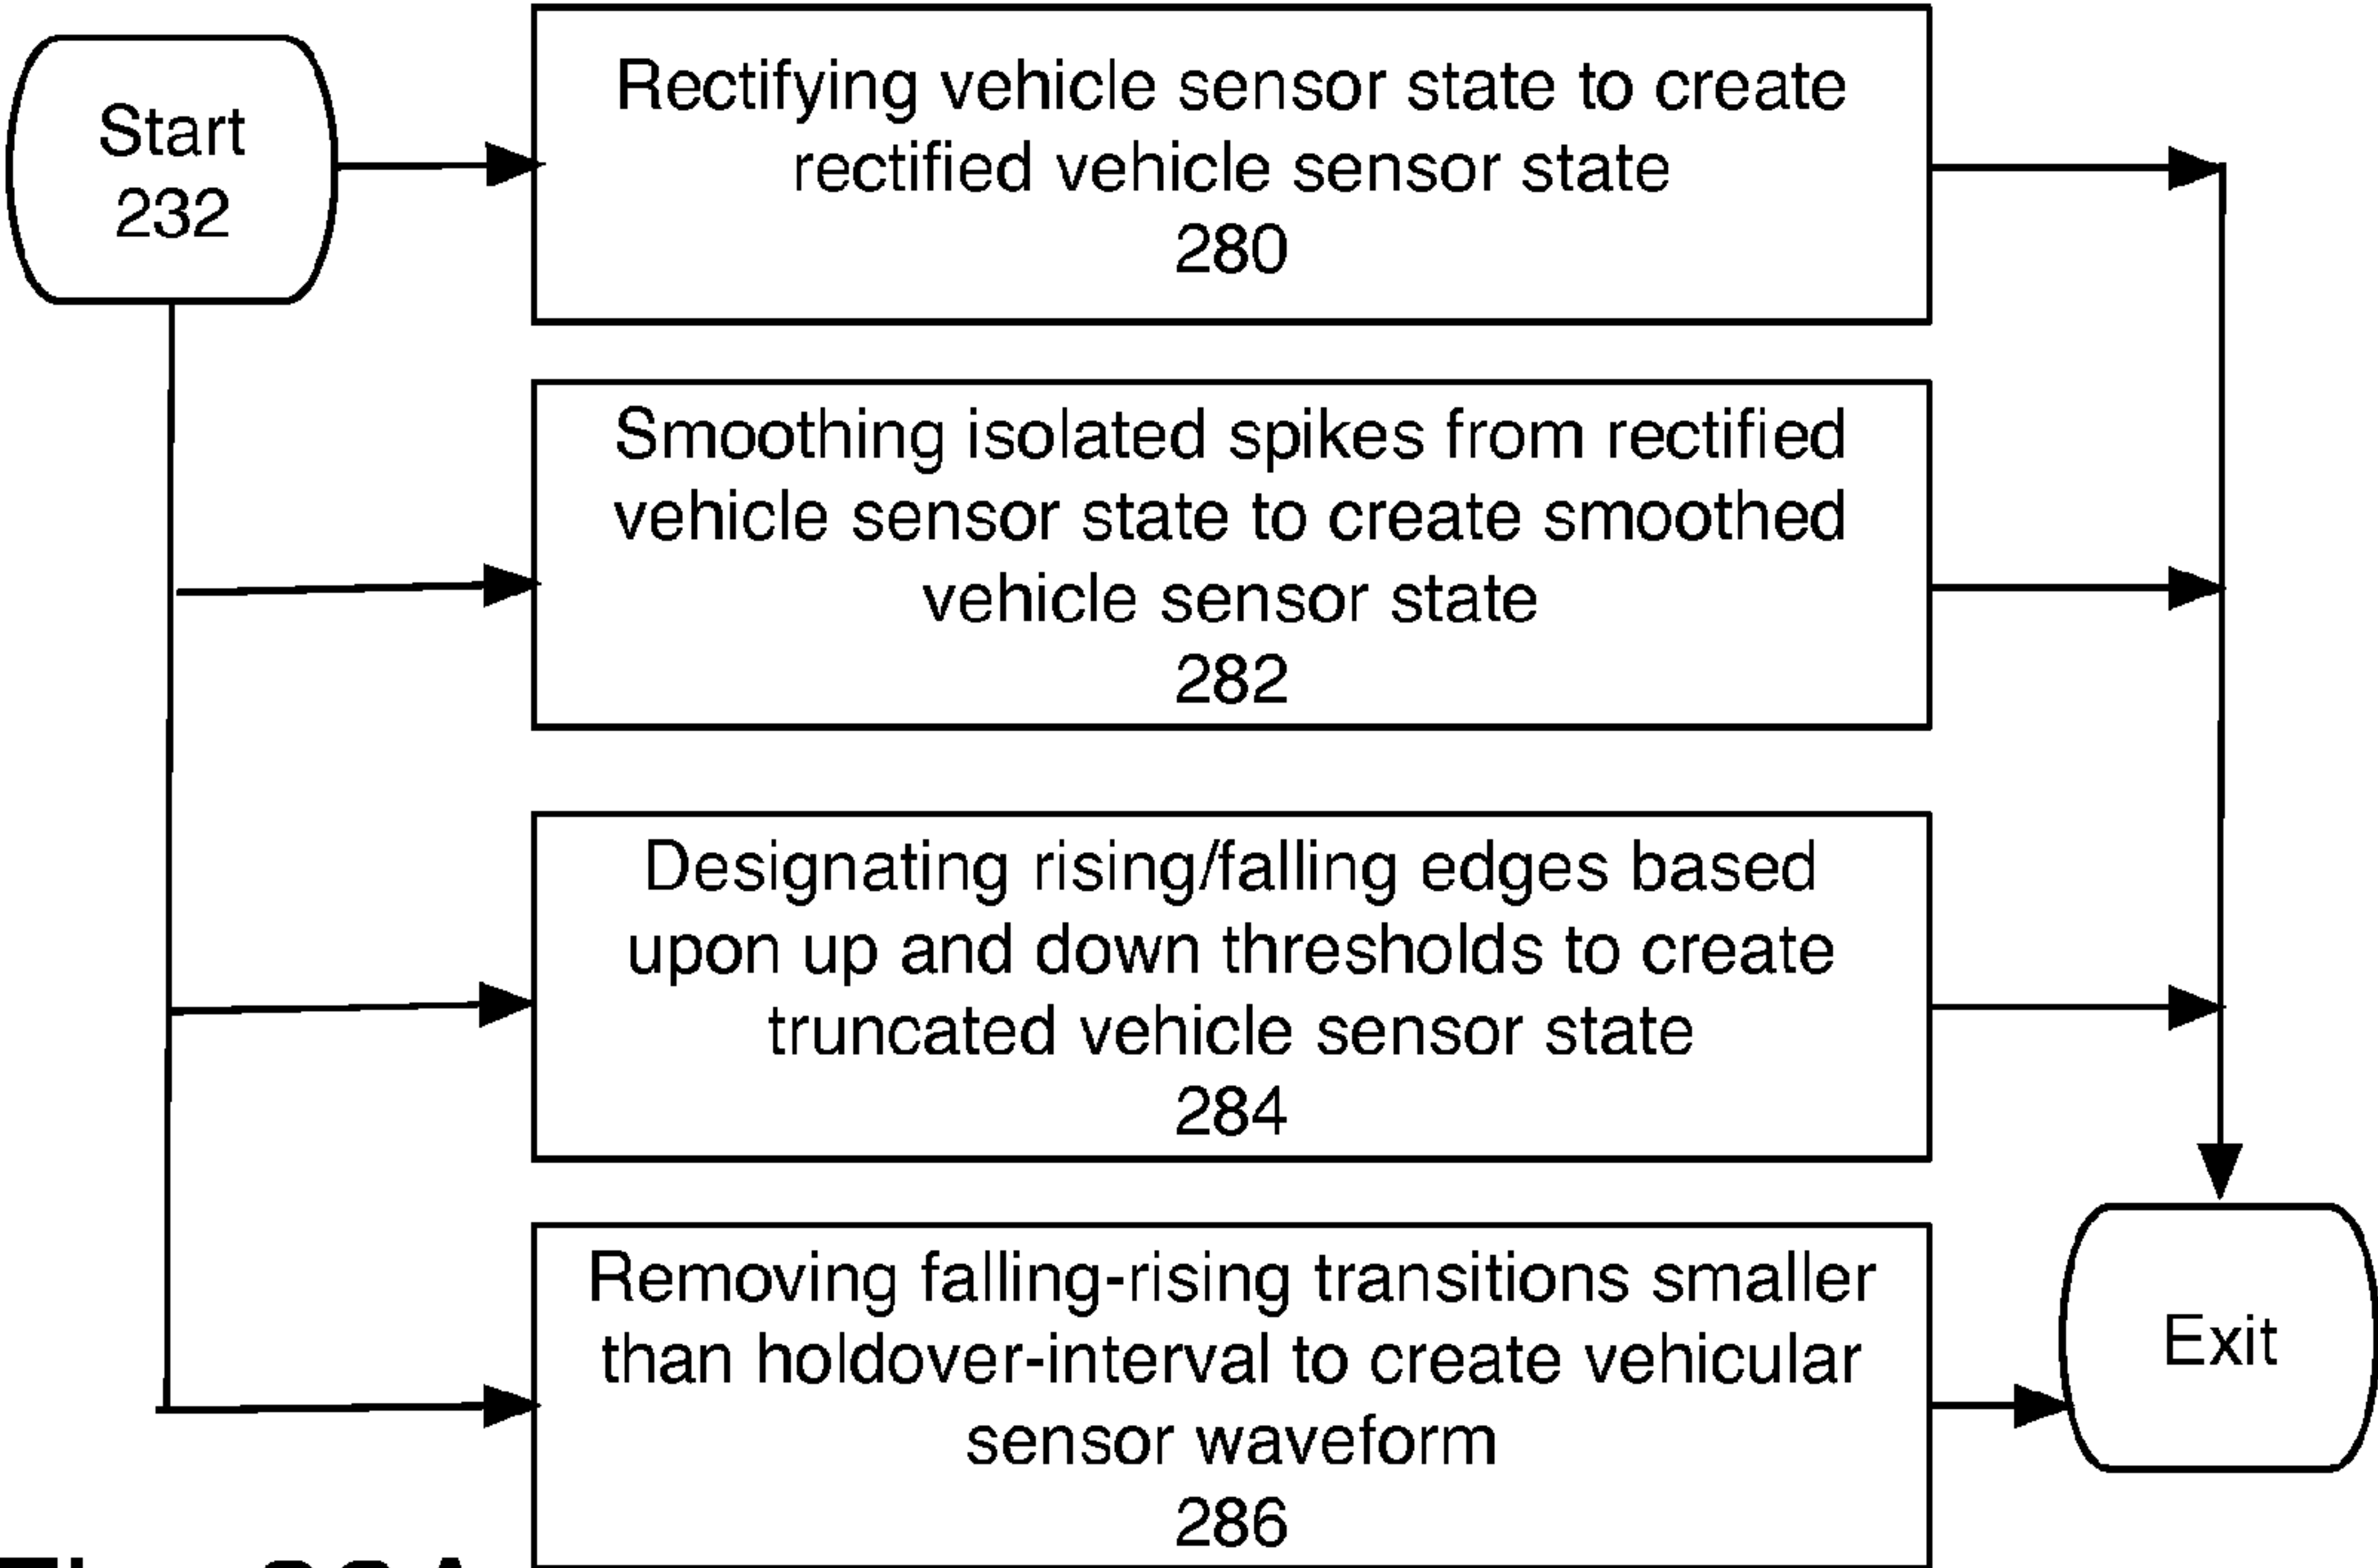 Start
232
Rectifying vehicle sensor state to create
rectified vehicle sensor state
280
Smoothing isolated spikes from rectified
vehicle sensor state to create smoothed
vehicle sensor state
282
Designating rising/falling edges based
upon up and down thresholds to create
truncated vehicle sensor state
284
Removing falling-rising transitions smaller
than holdover-interval to create vehicular
sensor waveform
286
Exit